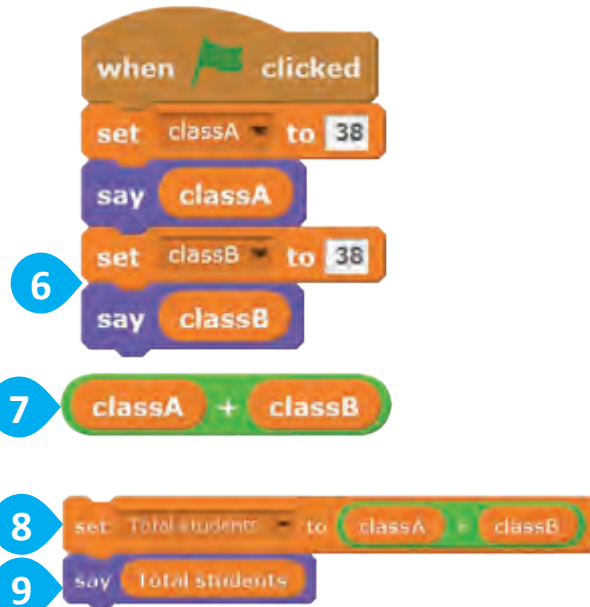 when clicked
set classA to 38
say classA
set classB to 38
6
say classB
7 classA + classB
8 set Total students to classA + classB
9 say Total students